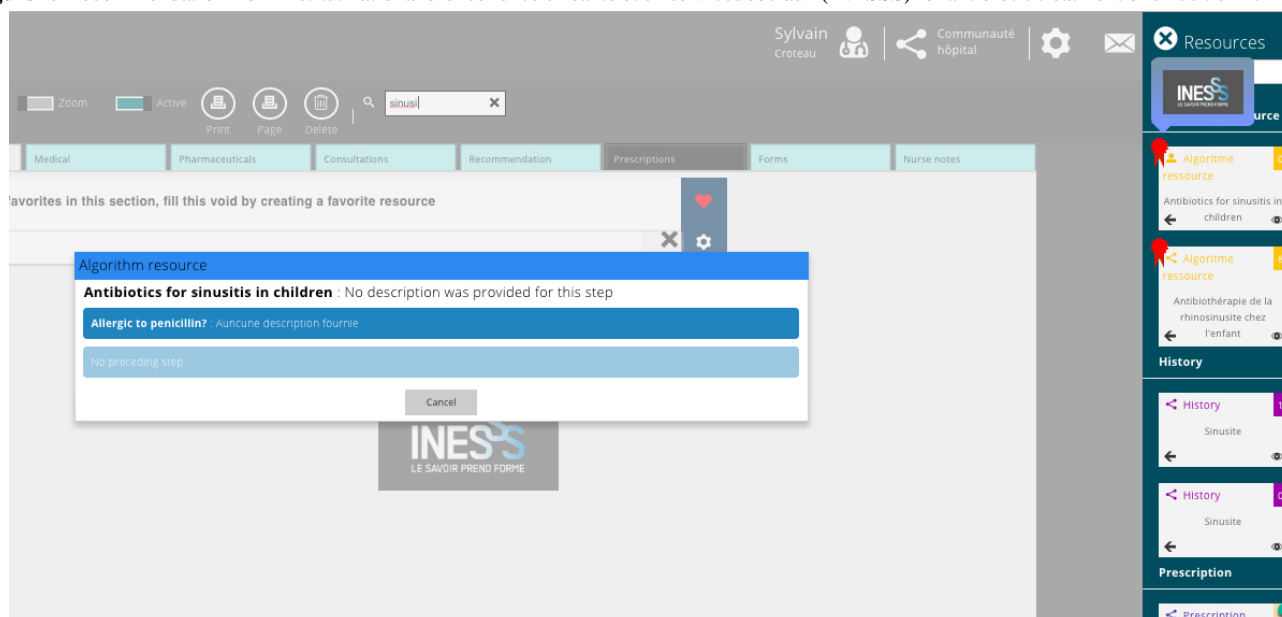 Sylvain
Croteau
Communauté
hôpital
Resources
INESSS
LE SAVOIR PREND FORME
urce
Zoom
Active
Print
Page
Delete
sinusi
Medical
Pharmaceuticals
Consultations
Recommendation
Prescriptions
Forms
Nurse notes
favorites in this section, fill this void by creating a favorite resource
Algorithm resource
Antibiotics for sinusitis in children : No description was provided for this step
Allergic to penicillin? : Auncune description fournie
No preceding step
Cancel
INESSS
LE SAVOIR PREND FORME
Algoritme
ressource
Antibiotics for sinusitis in
children
Algoritme
ressource
Antibiothérapie de la
rhinosinusite chez
l'enfant
History
History
Sinusite
History
Sinusite
Prescription
Prescription